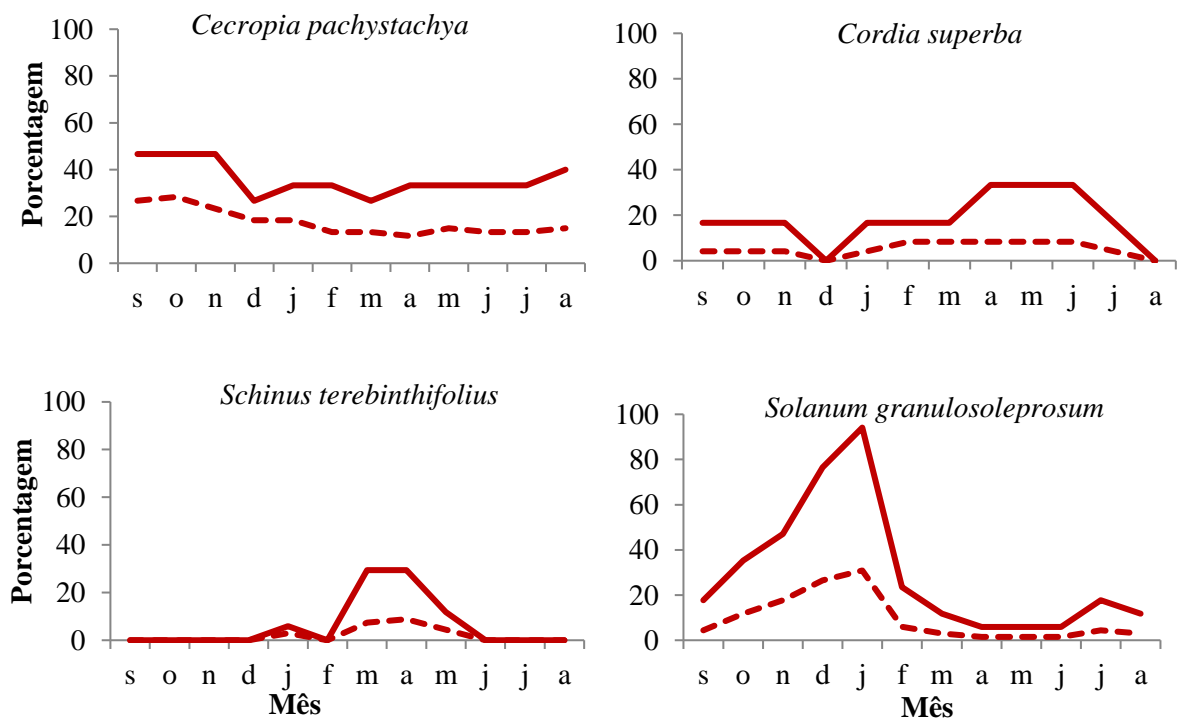 Cecropia pachystachya
Porcentagem
100
80
60
40
20
0
s o n d j f m a m j j a
Cordia superba
100
80
60
40
20
0
s o n d j f m a m j j a
Schinus terebinthifolius
Porcentagem
100
80
60
40
20
0
s o n d j f m a m j j a
Mês
Solanum granulosoleprosum
100
80
60
40
20
0
s o n d j f m a m j j a
Mês